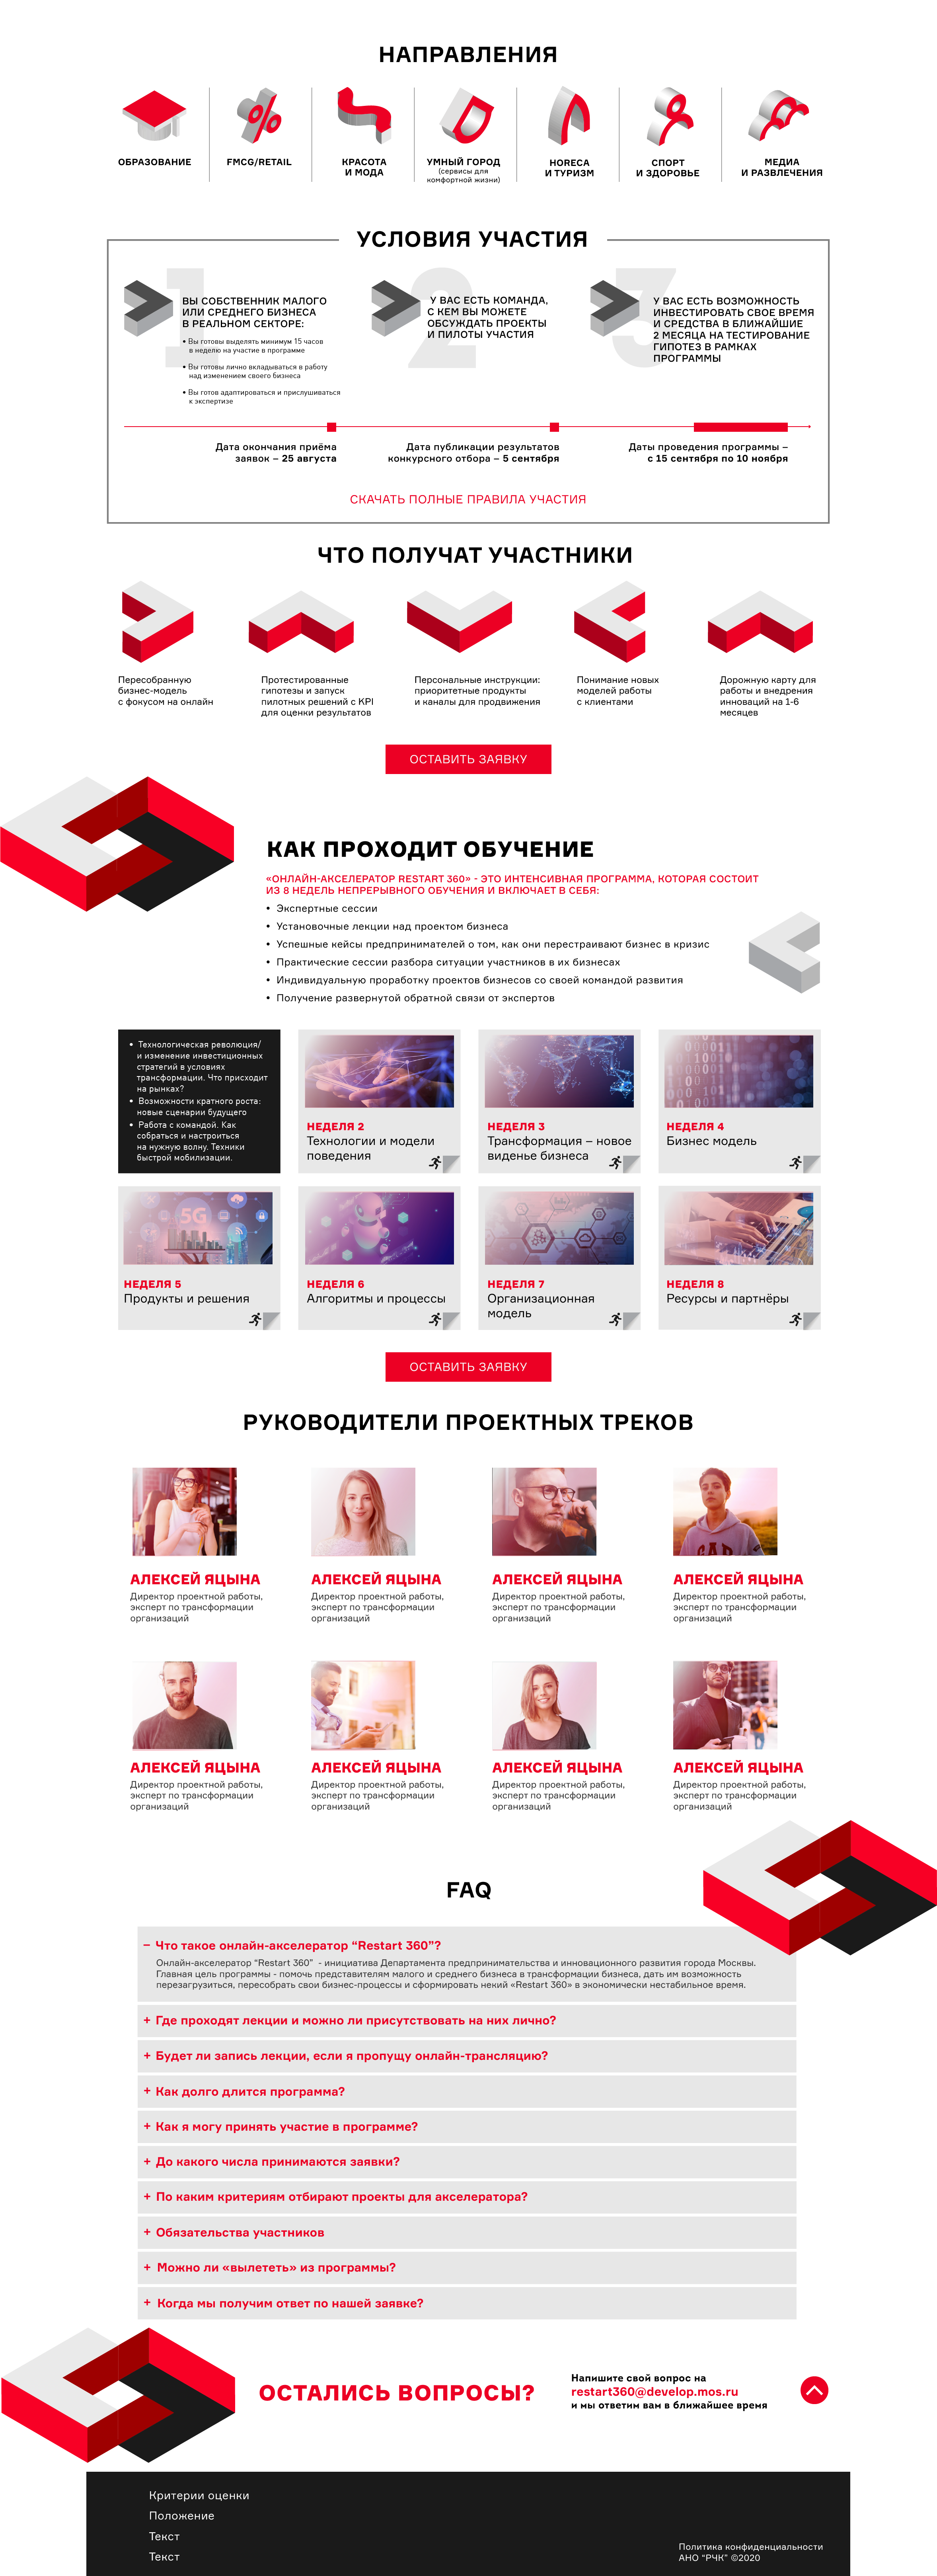 НАПРАВЛЕНИЯ
ОБРАЗОВАНИЕ
FMCG/RETAIL
КРАСОТА
И МОДА
УМНЫЙ ГОРОД
(сервисы для
комфортной жизни)
HORECA
И ТУРИЗМ
СПОРТ
И ЗДОРОВЬЕ
МЕДИА
И РАЗВЛЕЧЕНИЯ
УСЛОВИЯ УЧАСТИЯ
1
ВЫ СОБСТВЕННИК МАЛОГО
ИЛИ СРЕДНЕГО БИЗНЕСА
В РЕАЛЬНОМ СЕКТОРЕ:
• Вы готовы выделять минимум 15 часов
в неделю на участие в программе
• Вы готовы лично вкладываться в работу
над изменением своего бизнеса
• Вы готов адаптироваться и прислушиваться
к экспертизе
2
У ВАС ЕСТЬ КОМАНДА,
С КЕМ ВЫ МОЖЕТЕ
ОБСУЖДАТЬ ПРОЕКТЫ
И ПИЛОТЫ УЧАСТИЯ
3
У ВАС ЕСТЬ ВОЗМОЖНОСТЬ
ИНВЕСТИРОВАТЬ СВОЕ ВРЕМЯ
И СРЕДСТВА В БЛИЖАЙШИЕ
2 МЕСЯЦА НА ТЕСТИРОВАНИЕ
ГИПОТЕЗ В РАМКАХ
ПРОГРАММЫ
Дата окончания приёма
заявок – 25 августа
Дата публикации результатов
конкурсного отбора – 5 сентября
Даты проведения программы –
с 15 сентября по 10 ноября
СКАЧАТЬ ПОЛНЫЕ ПРАВИЛА УЧАСТИЯ
ЧТО ПОЛУЧАТ УЧАСТНИКИ
Пересобранную
бизнес-модель
с фокусом на онлайн
Протестированные
гипотезы и запуск
пилотных решений с KPI
для оценки результатов
Персональные инструкции:
приоритетные продукты
и каналы для продвижения
Понимание новых
моделей работы
с клиентами
Дорожную карту для
работы и внедрения
инноваций на 1-6
месяцев
ОСТАВИТЬ ЗАЯВКУ
КАК ПРОХОДИТ ОБУЧЕНИЕ
«ОНЛАЙН-АКСЕЛЕРАТОР RESTART 360» - ЭТО ИНТЕНСИВНАЯ ПРОГРАММА, КОТОРАЯ СОСТОИТ
ИЗ 8 НЕДЕЛЬ НЕПРЕРЫВНОГО ОБУЧЕНИЯ И ВКЛЮЧАЕТ В СЕБЯ:
• Экспертные сессии
• Установочные лекции над проектом бизнеса
• Успешные кейсы предпринимателей о том, как они перестраивают бизнес в кризис
• Практические сессии разбора ситуации участников в их бизнесах
• Индивидуальную проработку проектов бизнесов со своей командой развития
• Получение развернутой обратной связи от экспертов
• Технологическая революция/
и изменение инвестиционных
стратегий в условиях
трансформации. Что присходит
на рынках?
• Возможности кратного роста:
новые сценарии будущего
• Работа с командой. Как
собраться и настроиться
на нужную волну. Техники
быстрой мобилизации.
НЕДЕЛЯ 2
Технологии и модели
поведения
НЕДЕЛЯ 3
Трансформация – новое
виденье бизнеса
НЕДЕЛЯ 4
Бизнес модель
5G
НЕДЕЛЯ 5
Продукты и решения
НЕДЕЛЯ 6
Алгоритмы и процессы
НЕДЕЛЯ 7
Организационная
модель
НЕДЕЛЯ 8
Ресурсы и партнёры
ОСТАВИТЬ ЗАЯВКУ
РУКОВОДИТЕЛИ ПРОЕКТНЫХ ТРЕКОВ
АЛЕКСЕЙ ЯЦЫНА
Директор проектной работы,
эксперт по трансформации
организаций
АЛЕКСЕЙ ЯЦЫНА
Директор проектной работы,
эксперт по трансформации
организаций
АЛЕКСЕЙ ЯЦЫНА
Директор проектной работы,
эксперт по трансформации
организаций
АЛЕКСЕЙ ЯЦЫНА
Директор проектной работы,
эксперт по трансформации
организаций
АЛЕКСЕЙ ЯЦЫНА
Директор проектной работы,
эксперт по трансформации
организаций
АЛЕКСЕЙ ЯЦЫНА
Директор проектной работы,
эксперт по трансформации
организаций
АЛЕКСЕЙ ЯЦЫНА
Директор проектной работы,
эксперт по трансформации
организаций
АЛЕКСЕЙ ЯЦЫНА
Директор проектной работы,
эксперт по трансформации
организаций
FAQ
– Что такое онлайн-акселератор “Restart 360”?
Онлайн-акселератор “Restart 360” - инициатива Департамента предпринимательства и инновационного развития города Москвы.
Главная цель программы - помочь представителям малого и среднего бизнеса в трансформации бизнеса, дать им возможность
перезагрузиться, пересобрать свои бизнес-процессы и сформировать некий «Restart 360» в экономически нестабильное время.
+ Где проходят лекции и можно ли присутствовать на них лично?
+ Будет ли запись лекции, если я пропущу онлайн-трансляцию?
+ Как долго длится программа?
+ Как я могу принять участие в программе?
+ До какого числа принимаются заявки?
+ По каким критериям отбирают проекты для акселератора?
+ Обязательства участников
+ Можно ли «вылететь» из программы?
+ Когда мы получим ответ по нашей заявке?
ОСТАЛИСЬ ВОПРОСЫ?
Напишите свой вопрос на
restart360@develop.mos.ru
и мы ответим вам в ближайшее время
Критерии оценки
Положение
Текст
Текст
Политика конфиденциальности
АНО “РЧК” ©2020